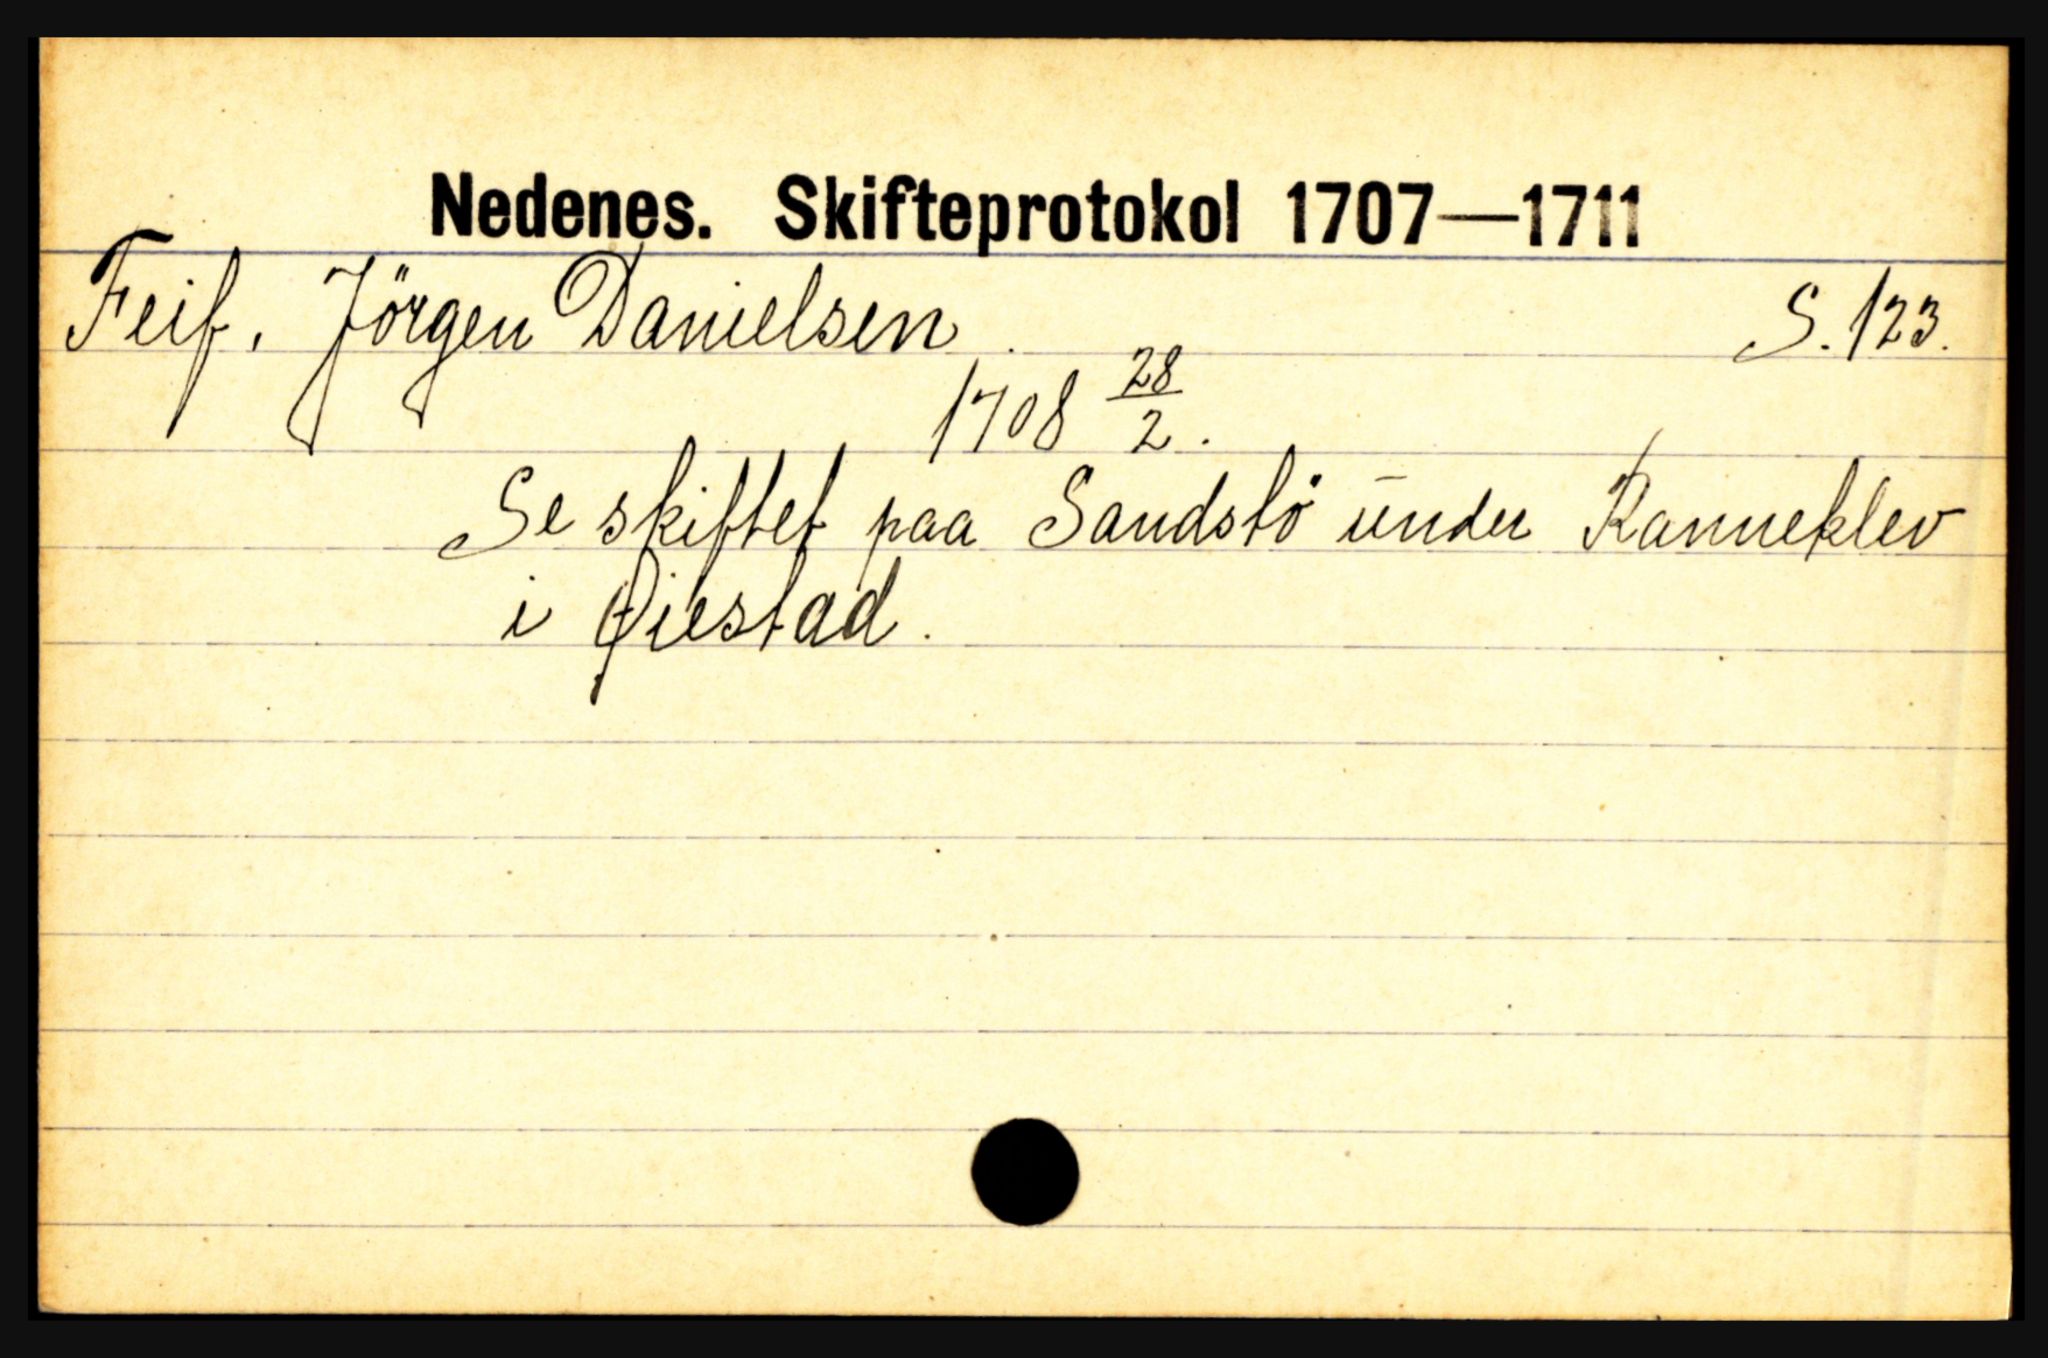 Nedenes. Skifteprotokol 1707—1711
Feif, Jörgen Danielsen. S. 123.
1708 28/2.
Se skiftet paa Sandstö under Ranneklev
i Øiestad.